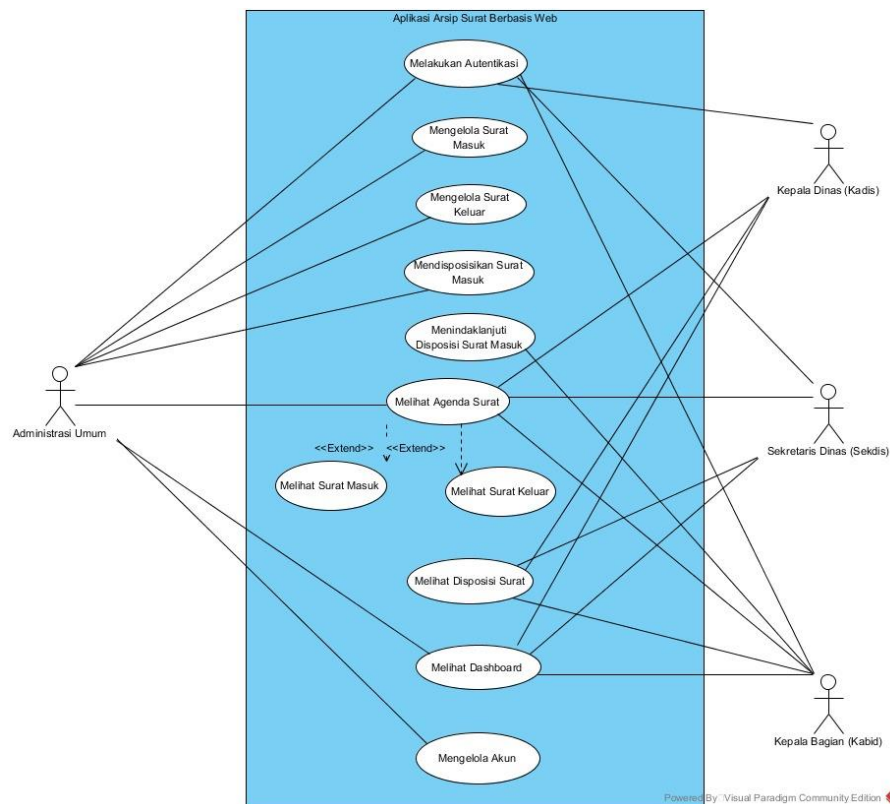 Aplikasi Arsip Surat Berbasis Web
Melakukan Autentikasi
Mengelola Surat
Masuk
Mengelola Surat
Keluar
Mendisposisikan Surat
Masuk
Menindaklanjuti
Disposisi Surat Masuk
Melihat Agenda Surat
<<Extend>>
<<Extend>>
Melihat Surat Masuk
Melihat Surat Keluar
Melihat Disposisi Surat
Melihat Dashboard
Mengelola Akun
Administrasi Umum
Kepala Dinas (Kadis)
Sekretaris Dinas (Sekdis)
Kepala Bagian (Kabid)
Powered By Visual Paradigm Community Edition